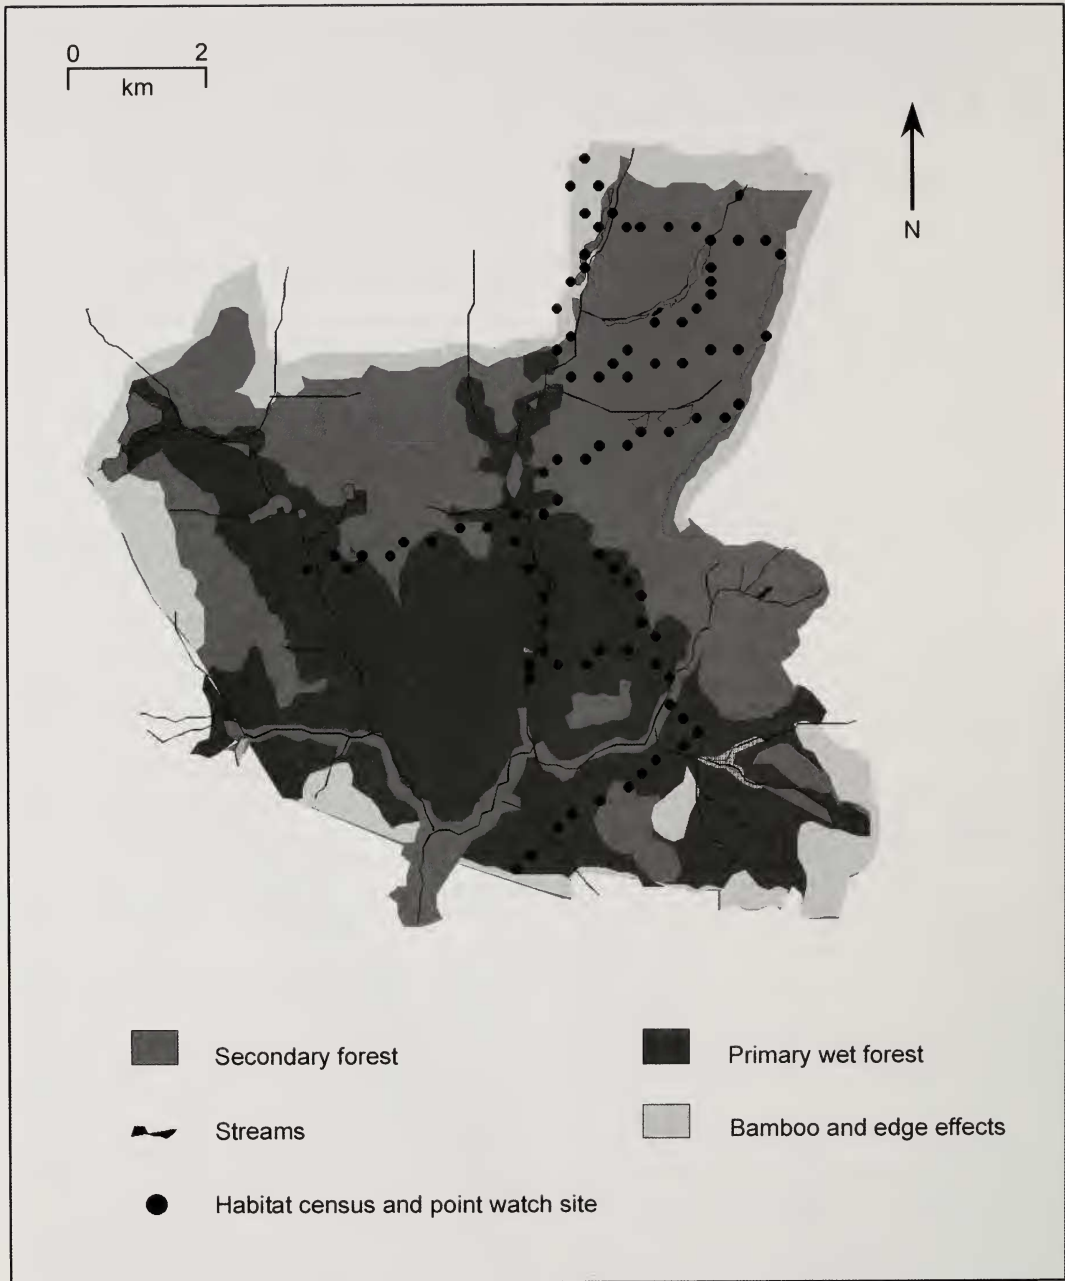 0 2
km
N
Secondary forest
Primary wet forest
Streams
Bamboo and edge effects
Habitat census and point watch site